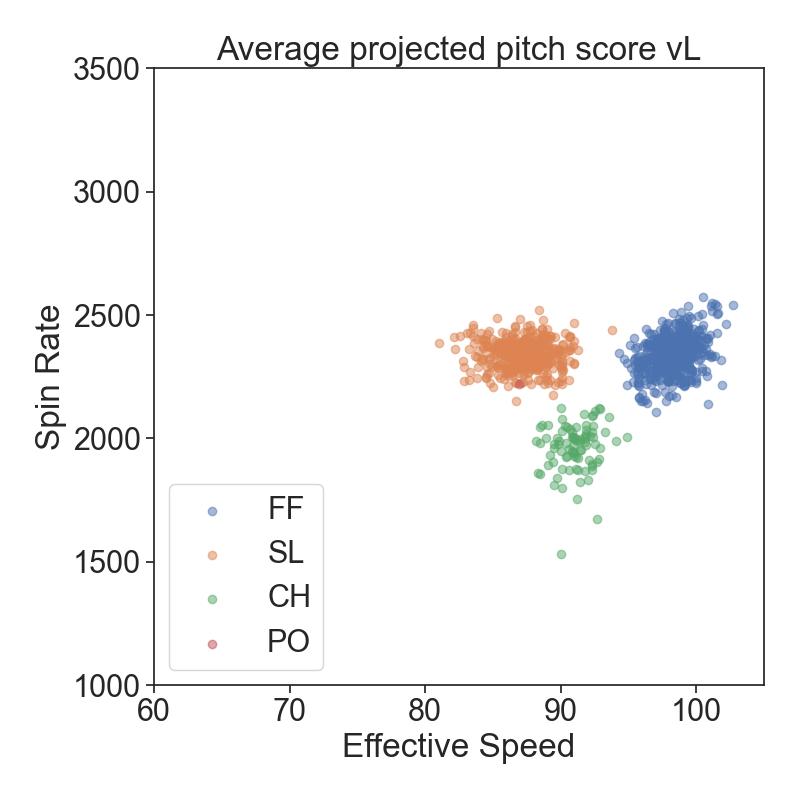 Average projected pitch score vL
3500
3000
2500
2000
1500
1000
Spin Rate
FF
SL
CH
PO
60
70
80
90
100
Effective Speed